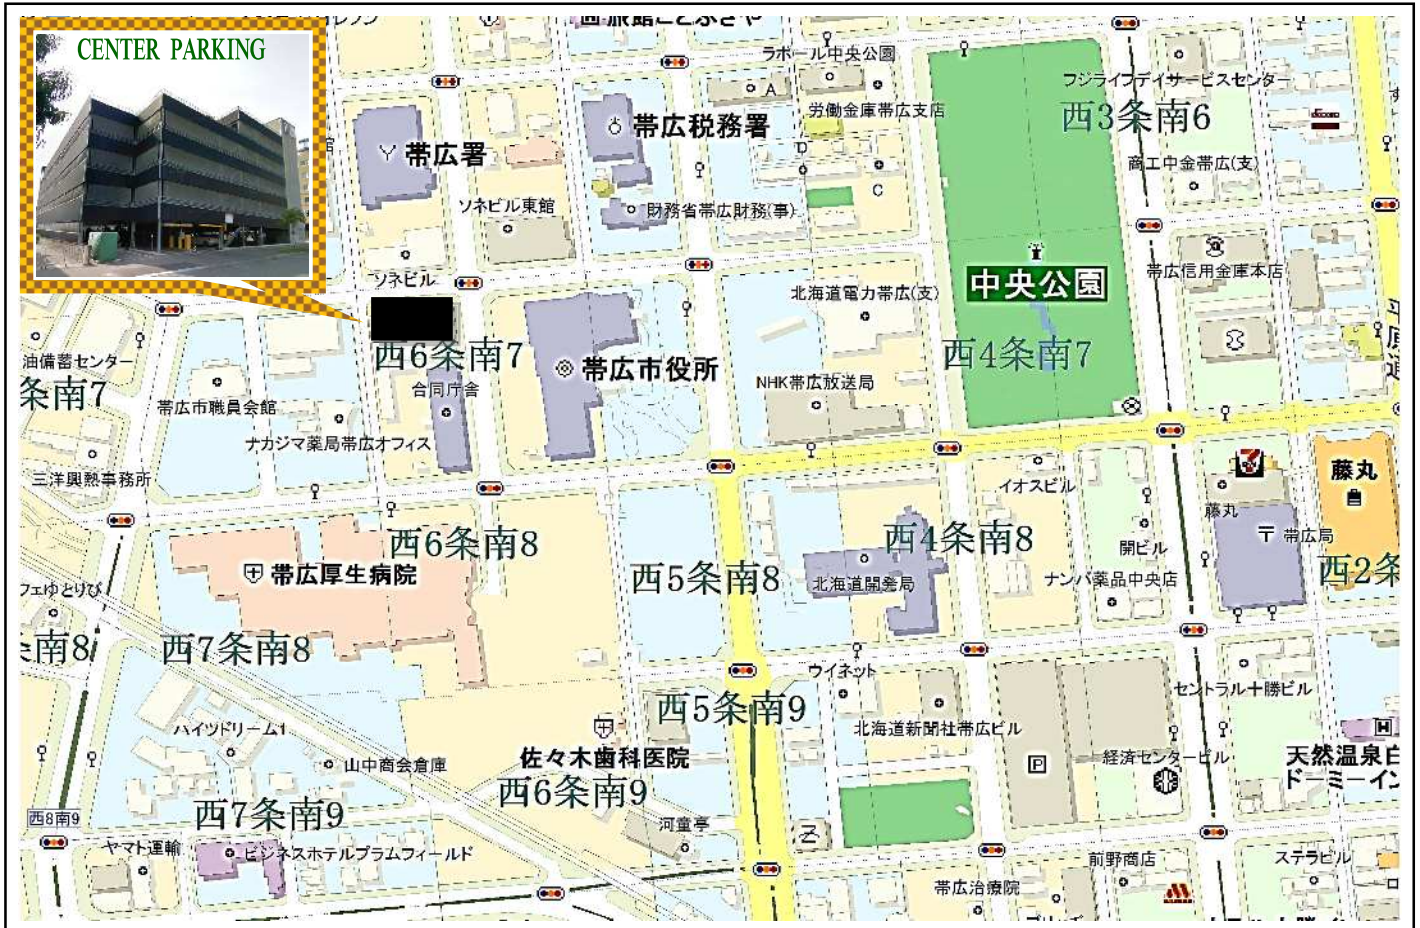 CENTER PARKING
旅館ことぶきや
ラポール中央公園
フジライフデイサービスセンター
A
労働金庫帯広支店
西3条南6
帯広税務署
帯広署
D
商工中金帯広(支)
C
ソネビル東館
財務省帯広財務(事)
帯広信用金庫本店
ソネビル
中央公園
北海道電力帯広(支)
西6条南7
西4条南7
油備蓄センター
帯広市役所
NHK帯広放送局
合同庁舎
条南7
帯広市職員会館
ナカジマ薬局帯広オフィス
三洋興熱事務所
藤丸
イオスビル
藤丸
西6条南8
西4条南8
〒帯広局
開ビル
帯広厚生病院
西5条南8
北海道開発局
ナンバ薬品中央店
西2条
フェゆとりび
条南8
西7条南8
ウイネット
セントラル十勝ビル
西5条南9
ハイツドリーム1
北海道新聞社帯広ビル
佐々木歯科医院
山中商会倉庫
P
経済センタービル
H
天然温泉白
ドーミーイン
西6条南9
西7条南9
西8南9
河童亭
ヤマト運輸
ビジネスホテルプラムフィールド
前野商店
ステラビル
帯広治療院